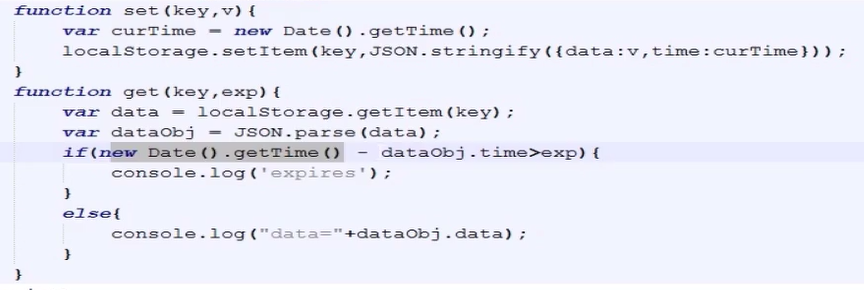 function set(key,v){
    var curTime = new Date().getTime();
    localStorage.setItem(key,JSON.stringify({data:v,time:curTime}));
}
function get(key,exp){
    var data = localStorage.getItem(key);
    var dataObj = JSON.parse(data);
    if(new Date().getTime() - dataObj.time>exp){
        console.log('expires');
    }
    else{
        console.log("data="+dataObj.data);
    }
}